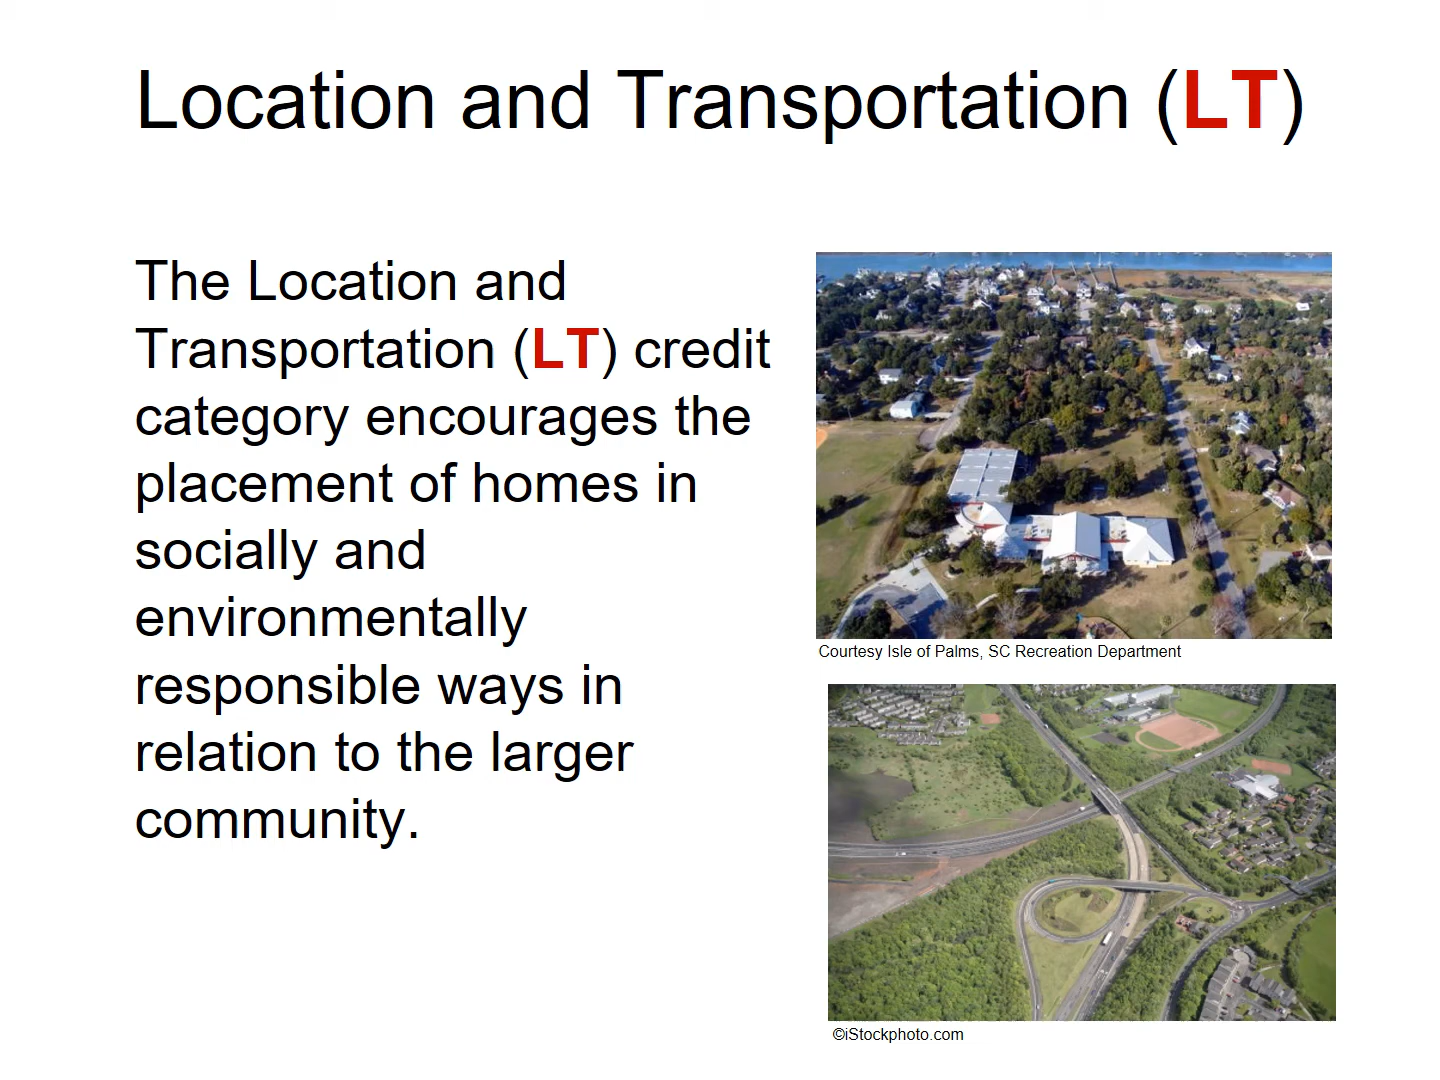 Location and Transportation (LT)
The Location and
Transportation (LT) credit
category encourages the
placement of homes in
socially and
environmentally
responsible ways in
relation to the larger
community.
Courtesy Isle of Palms, SC Recreation Department
©iStockphoto.com